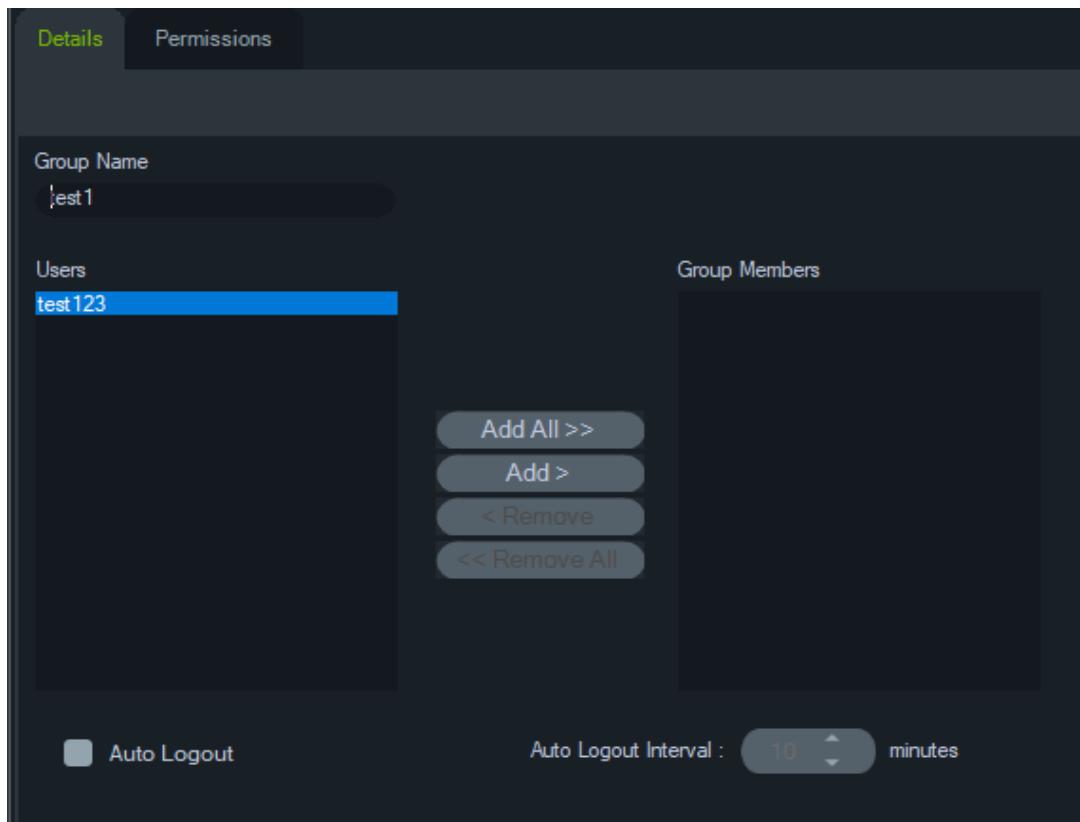 Details Permissions
Group Name
test1
Users Group Members
test123
Add All >>
Add >
< Remove
<< Remove All
Auto Logout Auto Logout Interval : 10 minutes